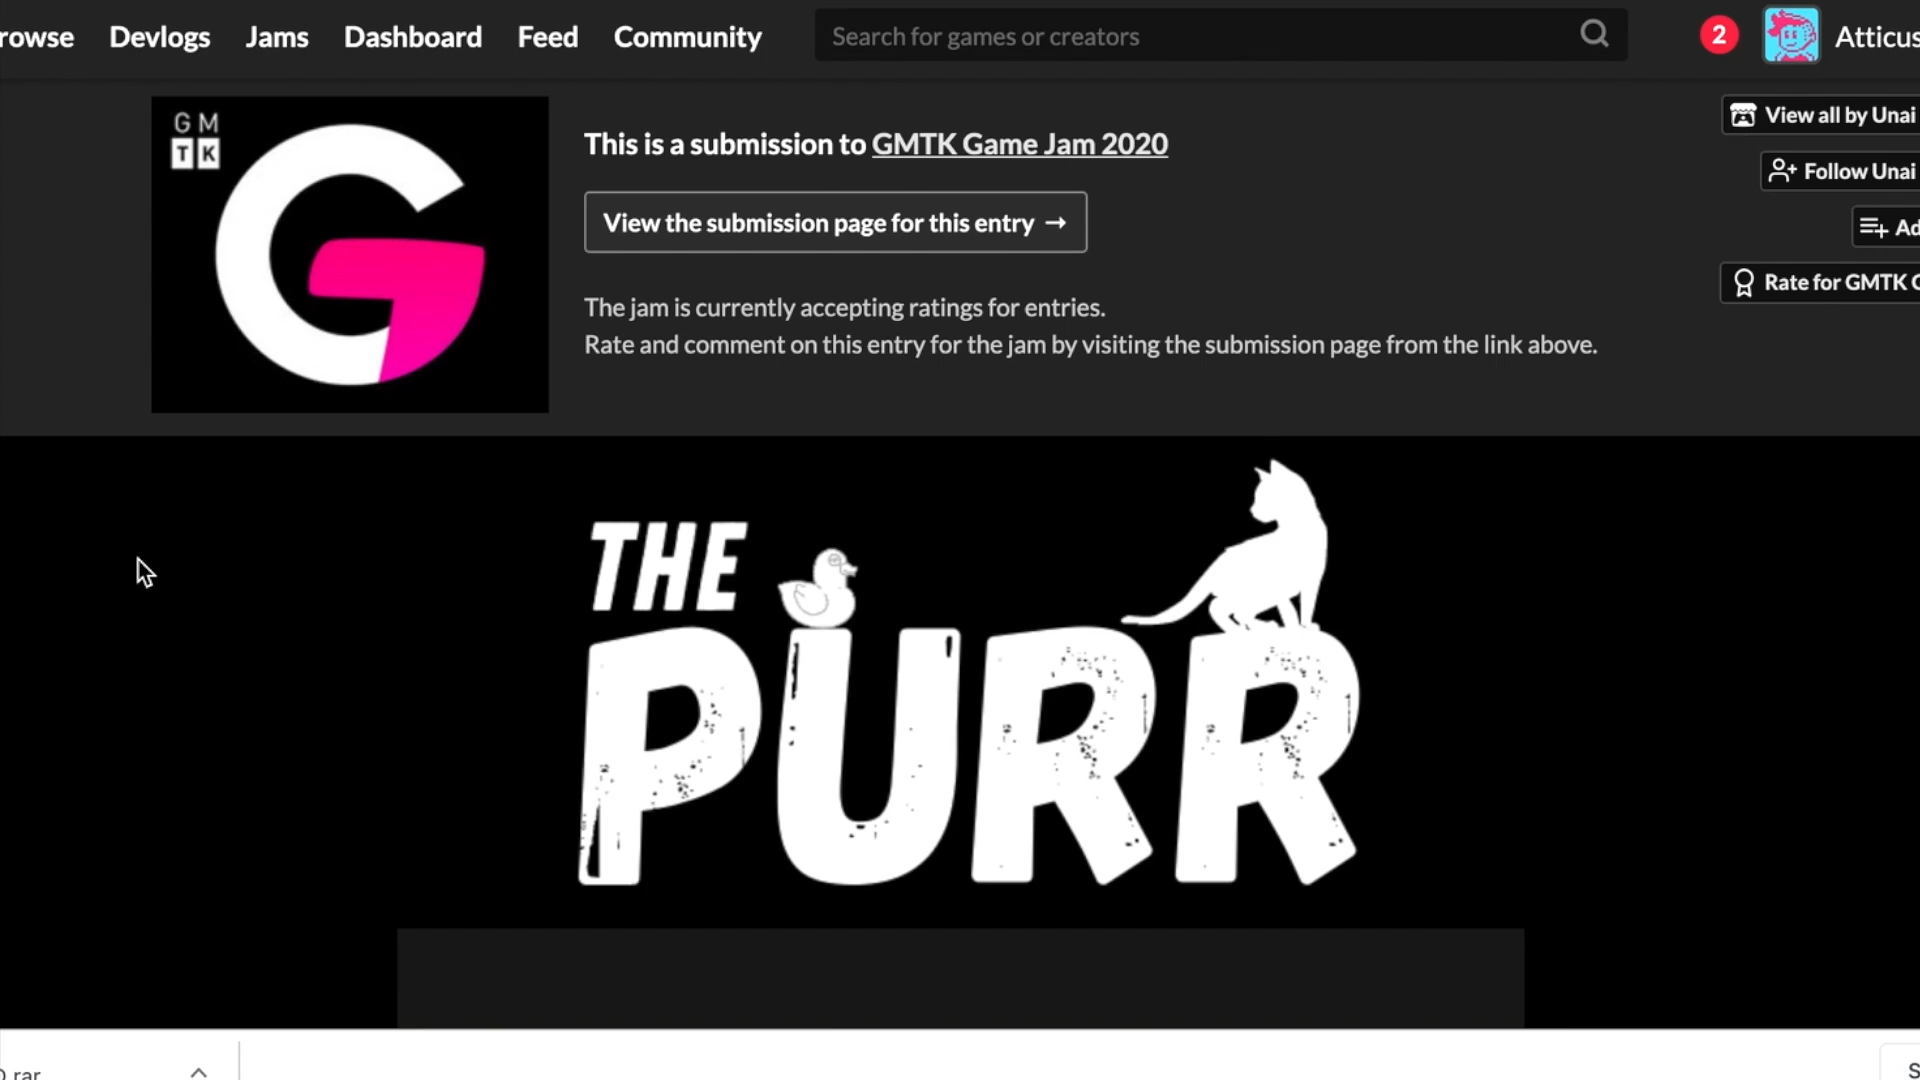 rowse Devlogs Jams Dashboard Feed Community Search for games or creators 2 Atticus
GM
TK
This is a submission to GMTK Game Jam 2020
View the submission page for this entry →
The jam is currently accepting ratings for entries.
Rate and comment on this entry for the jam by visiting the submission page from the link above.
View all by Unai
Follow Unai
Ad
Rate for GMTK G
THE
PURR
rar
S